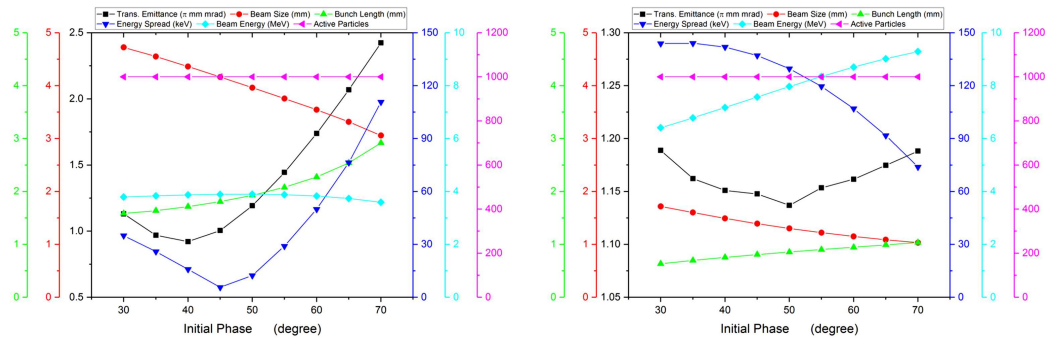 Trans. Emittance (π mm mrad) Beam Size (mm) Bunch Length (mm)
Energy Spread (keV) Beam Energy (MeV) Active Particles
5 5 2.5 150 10 1200
4 4 2.0 120 8 1000
3 3 1.5 90 6 800
2 2 1.0 60 4 600
1 1 0.5 30 2 400
0 0 0 0 200
0
30 40 50 60 70
Initial Phase (degree)
Trans. Emittance (π mm mrad) Beam Size (mm) Bunch Length (mm)
Energy Spread (keV) Beam Energy (MeV) Active Particles
5 5 1.30 150 10 1200
4 4 1.25 120 8 1000
3 3 1.20 90 6 800
2 2 1.15 60 4 600
1 1 1.10 30 2 400
0 0 1.05 0 0 200
0
30 40 50 60 70
Initial Phase (degree)